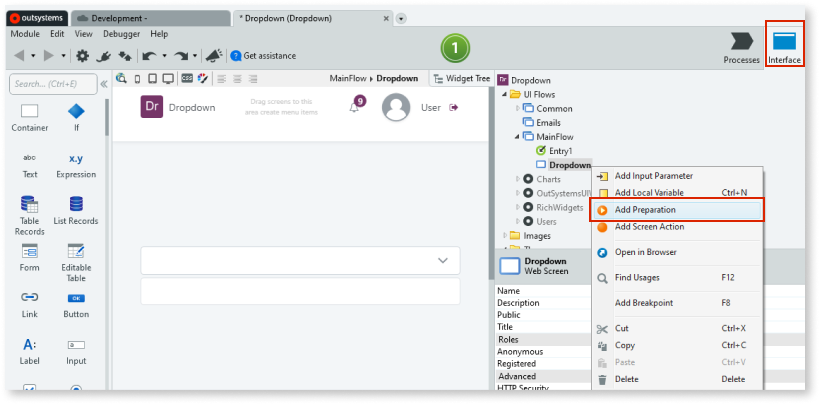 outsystems
Development -
* Dropdown (Dropdown)
Module Edit View Debugger Help
Get assistance
1
Processes
Interface
Search... (Ctrl+E)
CSS
MainFlow Dropdown
Widget Tree
Container
If
abc
x.y
Text
Expression
Table Records
List Records
Form
Editable Table
Link
OK
Button
A:
Label
a
Input
Dr
Dropdown
Drag screens to this
area create menu items
9
User
Dr Dropdown
UI Flows
Common
Emails
MainFlow
Entry1
Dropdown
Charts
OutSystemsUIW
RichWidgets
Users
Images
Add Input Parameter
Add Local Variable Ctrl+N
Add Preparation
Add Screen Action
Open in Browser
Find Usages F12
Add Breakpoint F8
Cut Ctrl+X
Copy Ctrl+C
Paste Ctrl+V
Delete Delete
Dropdown
Web Screen
Name
Description
Public
Title
Roles
Anonymous
Registered
Advanced
HTTP Security